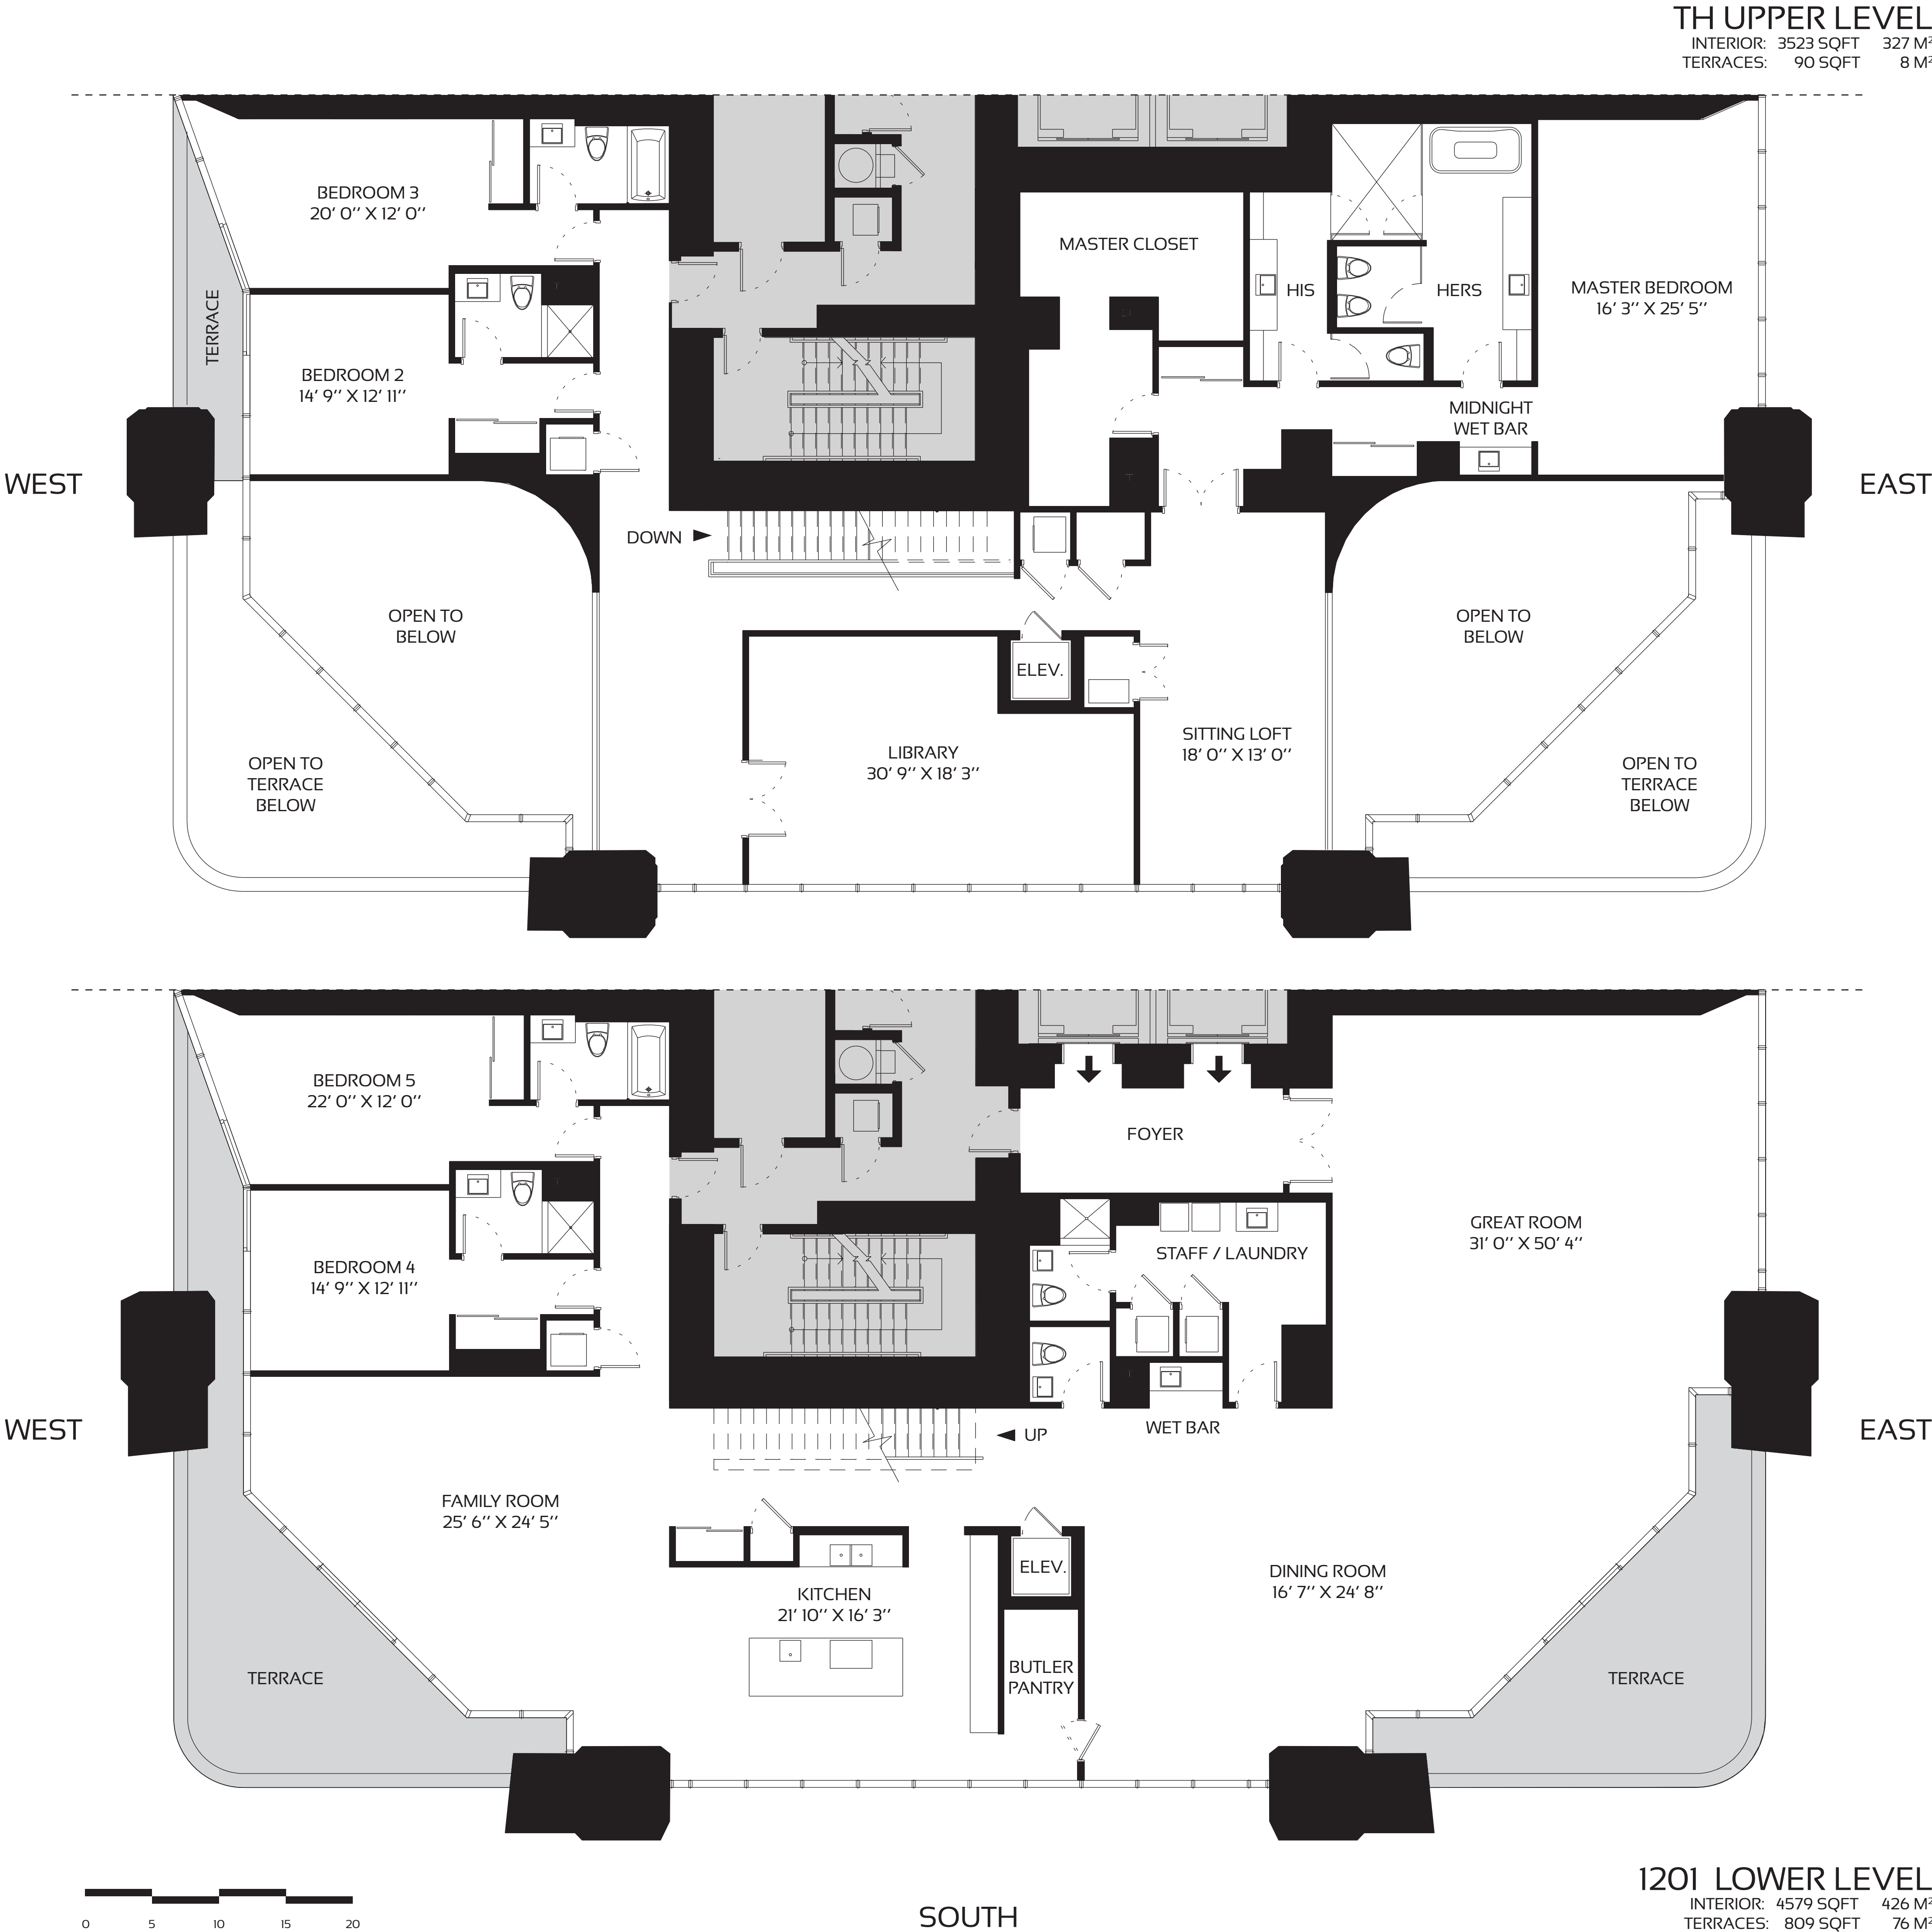 TH UPPER LEVEL
INTERIOR: 3523 SQFT 327 M²
TERRACES: 90 SQFT 8 M²
BEDROOM 3
20' 0'' X 12' 0''
MASTER CLOSET
HIS
HERS
MASTER BEDROOM
16' 3'' X 25' 5''
TERRACE
BEDROOM 2
14' 9'' X 12' 11''
MIDNIGHT
WET BAR
WEST
EAST
DOWN
OPEN TO
BELOW
OPEN TO
BELOW
ELEV.
LIBRARY
30' 9'' X 18' 3''
SITTING LOFT
18' 0'' X 13' 0''
OPEN TO
TERRACE
BELOW
OPEN TO
TERRACE
BELOW
BEDROOM 5
22' 0'' X 12' 0''
FOYER
GREAT ROOM
31' 0'' X 50' 4''
STAFF / LAUNDRY
BEDROOM 4
14' 9'' X 12' 11''
WEST
UP
WET BAR
EAST
FAMILY ROOM
25' 6'' X 24' 5''
ELEV.
DINING ROOM
16' 7'' X 24' 8''
KITCHEN
21' 10'' X 16' 3''
BUTLER
PANTRY
TERRACE
TERRACE
1201 LOWER LEVEL
INTERIOR: 4579 SQFT 426 M²
TERRACES: 809 SQFT 76 M²
0 5 10 15 20
SOUTH